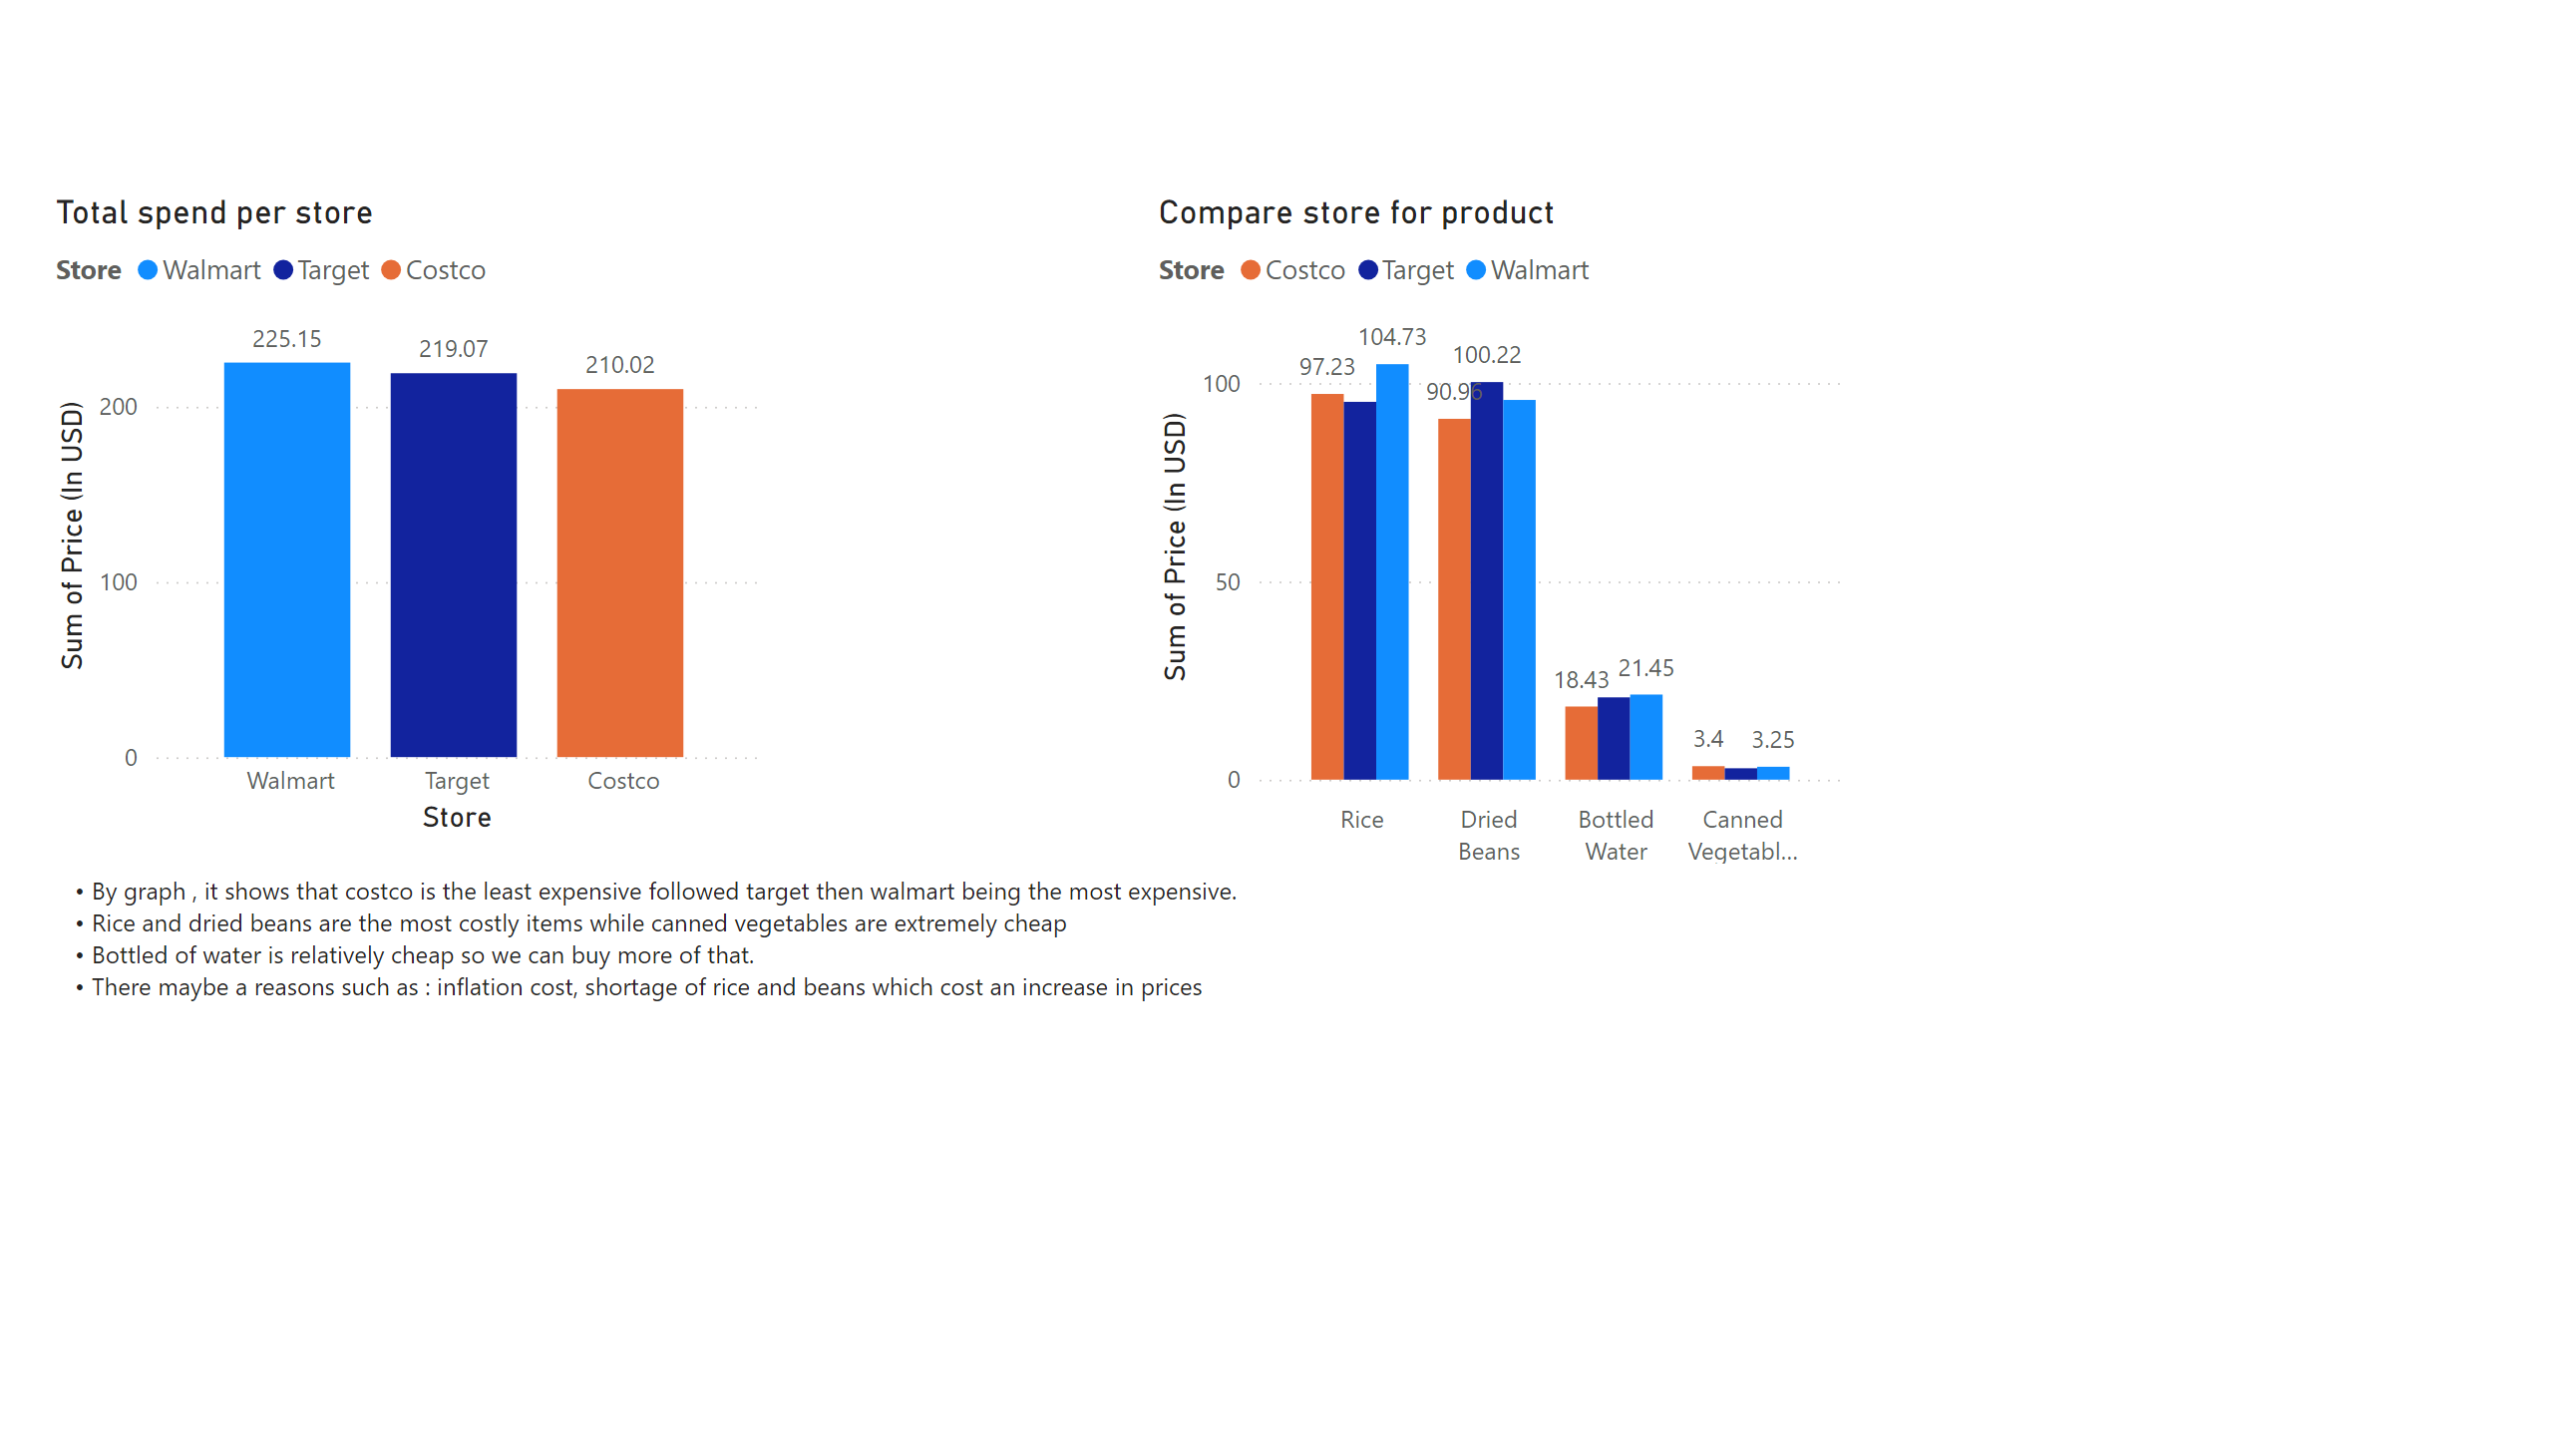 Total spend per store
Store Walmart Target Costco
225.15
219.07
210.02
Sum of Price (In USD)
200
100
0
Walmart Target Costco
Store
Compare store for product
Store Costco Target Walmart
104.73
97.23
100.22
90.96
18.43
21.45
3.4
3.25
Sum of Price (In USD)
100
50
0
Rice
Dried
Beans
Bottled
Water
Canned
Vegetabl...
• By graph , it shows that costco is the least expensive followed target then walmart being the most expensive.
• Rice and dried beans are the most costly items while canned vegetables are extremely cheap
• Bottled of water is relatively cheap so we can buy more of that.
• There maybe a reasons such as : inflation cost, shortage of rice and beans which cost an increase in prices